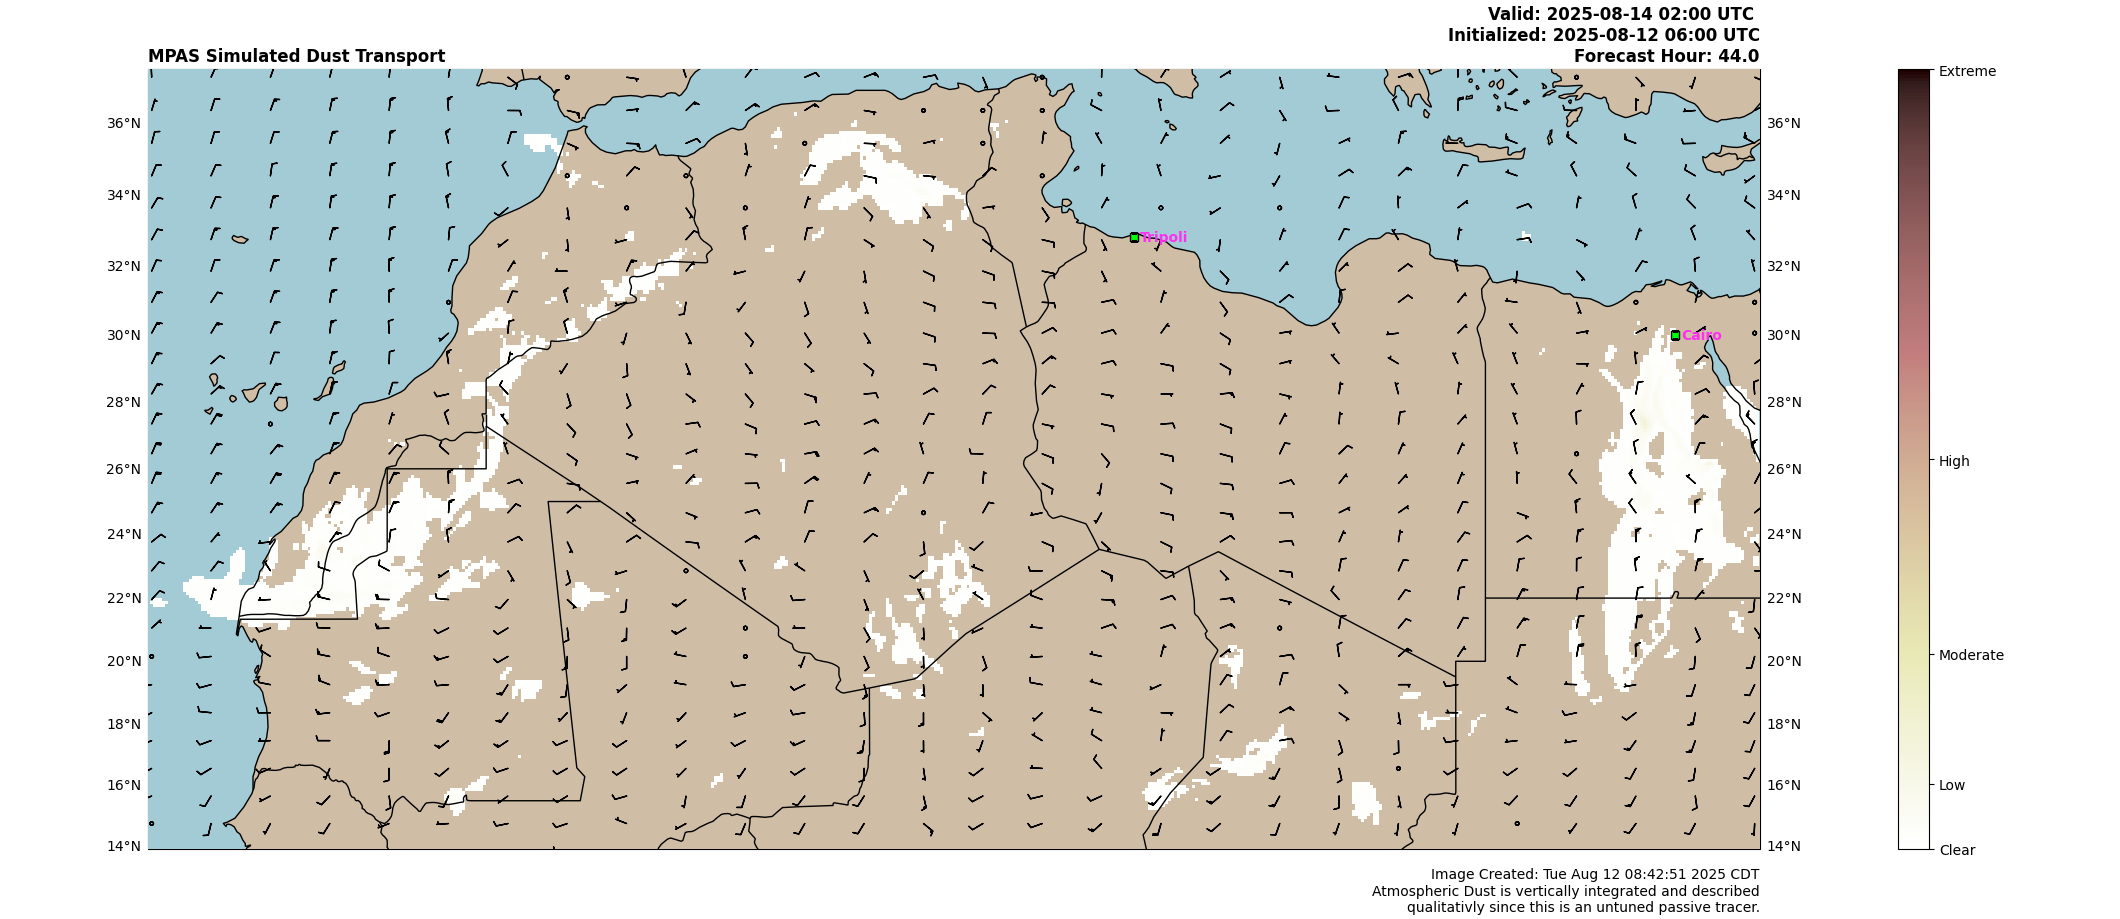 Valid: 2025-08-14 02:00 UTC
Initialized: 2025-08-12 06:00 UTC
MPAS Simulated Dust Transport
Forecast Hour: 44.0
36°N
34°N
32°N
30°N
28°N
26°N
24°N
22°N
20°N
18°N
16°N
14°N
Tripoli
Cairo
36°N
34°N
32°N
30°N
28°N
26°N
24°N
22°N
20°N
18°N
16°N
14°N
Extreme
High
Moderate
Low
Clear
Image Created: Tue Aug 12 08:42:51 2025 CDT
Atmospheric Dust is vertically integrated and described
qualitativly since this is an untuned passive tracer.